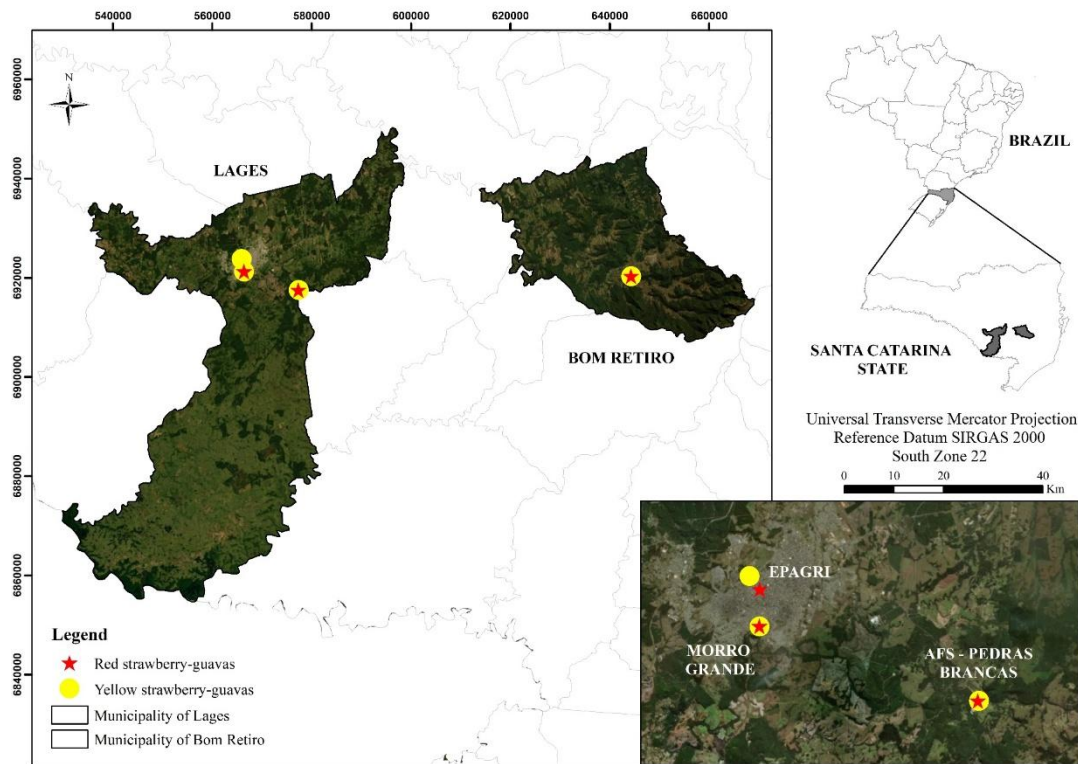 540000 560000 580000 600000 620000 640000 660000
6960000
6940000
6920000
6900000
6880000
6860000
6840000
N
LAGES
BOM RETIRO
Legend
Red strawberry-guavas
Yellow strawberry-guavas
Municipality of Lages
Municipality of Bom Retiro
BRAZIL
SANTA CATARINA
STATE
Universal Transverse Mercator Projection
Reference Datum SIRGAS 2000
South Zone 22
0 10 20 40
Km
EPAGRI
MORRO
GRANDE
AFS - PEDRAS
BRANCAS